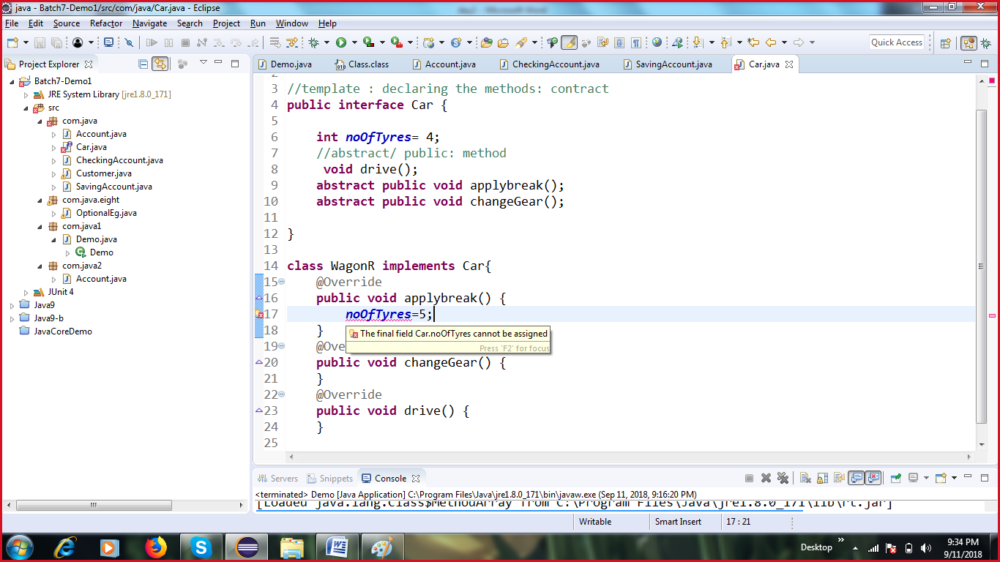 java - Batch7-Demo1/src/com/java/Car.java - Eclipse
File Edit Source Refactor Navigate Search Project Run Window Help
Quick Access
Project Explorer
Batch7-Demo1
JRE System Library [jre1.8.0_171]
src
com.java
Account.java
Car.java
CheckingAccount.java
Customer.java
SavingAccount.java
com.java.eight
OptionalEg.java
com.java1
Demo.java
Demo
com.java2
Account.java
JUnit 4
Java9
Java9-b
JavaCoreDemo
Demo.java Class.class Account.java CheckingAccount.java SavingAccount.java Car.java
2
3 //template : declaring the methods: contract
4 public interface Car {
5
6 int noOfTyres= 4;
7 //abstract/ public: method
8 void drive();
9 abstract public void applybreak();
10 abstract public void changeGear();
11
12 }
13
14 class WagonR implements Car{
15 @Override
16 public void applybreak() {
17 noOfTyres=5;
18 }
The final field Car.noOfTyres cannot be assigned
Press 'F2' for focus
19 @Ove
20 public void changeGear() {
21 }
22 @Override
23 public void drive() {
24 }
25
Servers Snippets Console
<terminated> Demo [Java Application] C:\Program Files\Java\jre1.8.0_171\bin\javaw.exe (Sep 11, 2018, 9:16:20 PM)
[Loaded java.lang.Class$MethodArray from C:\Program Files\Java\jre1.8.0_171\lib\rt.jar]
Writable Smart Insert 17 : 21
Desktop
9:34 PM
9/11/2018